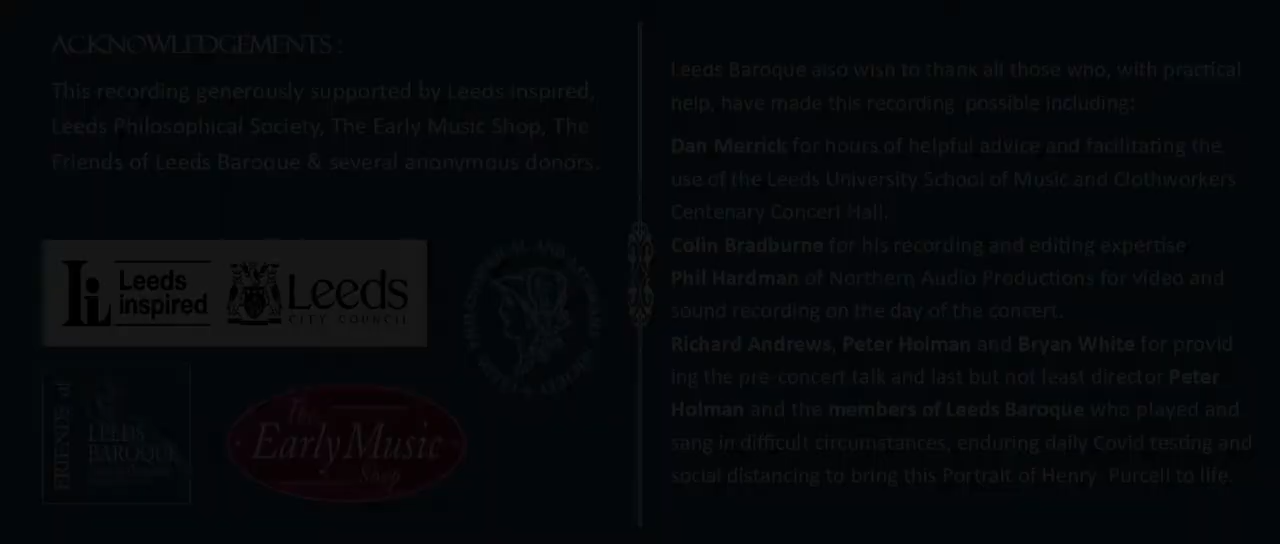 ACKNOWLEDGEMENTS :
This recording generously supported by Leeds Inspired,
Leeds Philosophical Society, The Early Music Shop, The
Friends of Leeds Baroque & several anonymous donors.
Leeds
inspired
Leeds
CITY COUNCIL
FRIENDS of
LEEDS
BAROQUE
The
Early Music
Shop
Leeds Baroque also wish to thank all those who, with practical
help, have made this recording possible including:
Dan Merrick for hours of helpful advice and facilitating the
use of the Leeds University School of Music and Clothworkers
Centenary Concert Hall.
Colin Bradburne for his recording and editing expertise
Phil Hardman of Northern Audio Productions for video and
sound recording on the day of the concert.
Richard Andrews, Peter Holman and Bryan White for provid
ing the pre-concert talk and last but not least director Peter
Holman and the members of Leeds Baroque who played and
sang in difficult circumstances, enduring daily Covid testing and
social distancing to bring this Portrait of Henry Purcell to life.